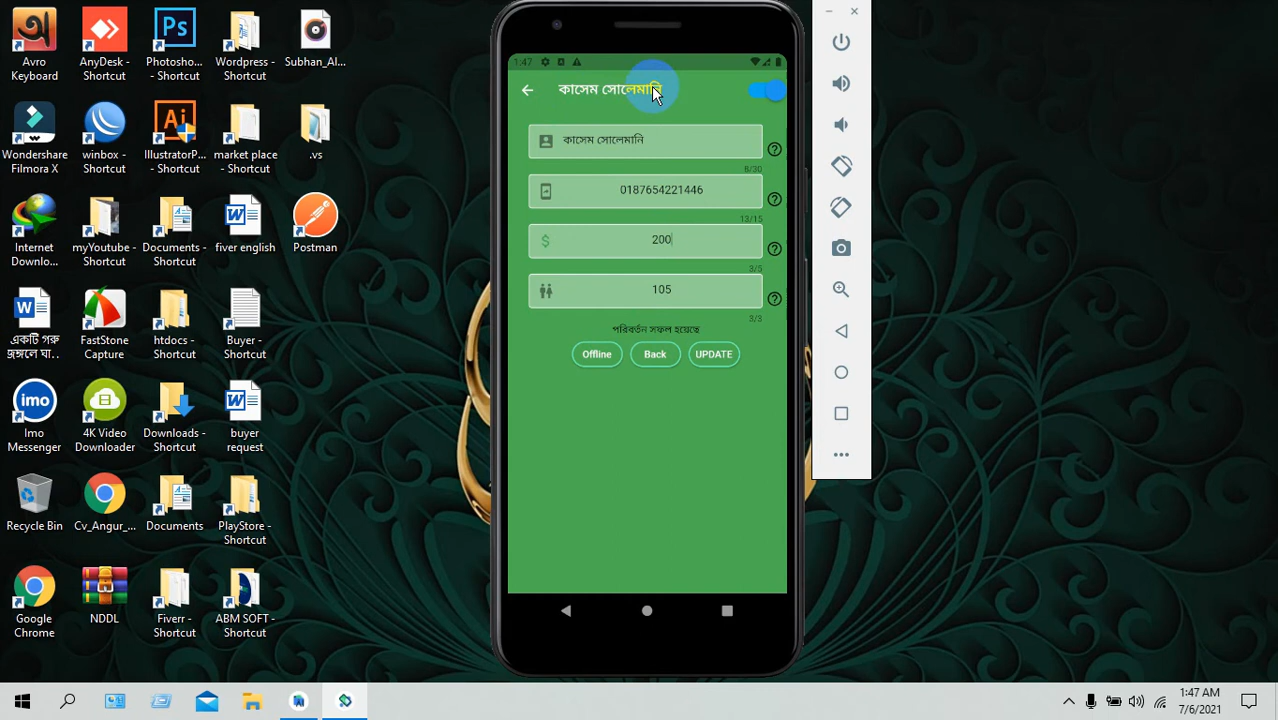 Avro
Keyboard
AnyDesk -
Shortcut
Photosho...
- Shortcut
Wordpress -
Shortcut
Subhan_Al...
Wondershare
Filmora X
winbox -
Shortcut
IllustratorP...
- Shortcut
market place
- Shortcut
.vs
Internet
Downlo...
myYoutube -
Shortcut
Documents -
Shortcut
fiver english
Postman
একটি গরু
জঙ্গলে ঘা..
FastStone
Capture
htdocs -
Shortcut
Buyer -
Shortcut
Imo
Messenger
4K Video
Downloader
Downloads -
Shortcut
buyer
request
Recycle Bin
Cv_Angur_...
Documents
PlayStore -
Shortcut
Google
Chrome
NNDL
Fiverr -
Shortcut
ABM SOFT -
Shortcut
1:47
কাসেম সোলেমানি
কাসেম সোলেমানি
0187654221446
13/15
200
3/5
105
3/3
পরিবর্তন সফল হয়েছে
Offline
Back
UPDATE
1:47 AM
7/6/2021